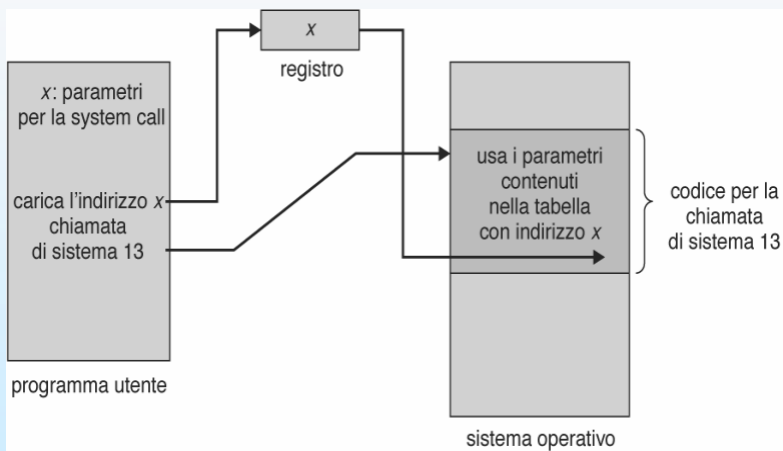 x
registro
x: parametri
per la system call
carica l'indirizzo x
chiamata
di sistema 13
programma utente
usa i parametri
contenuti
nella tabella
con indirizzo x
codice per la
chiamata
di sistema 13
sistema operativo